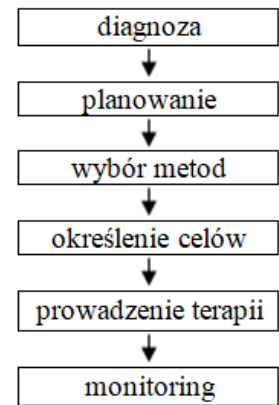 diagnoza
planowanie
wybór metod
określenie celów
prowadzenie terapii
monitoring